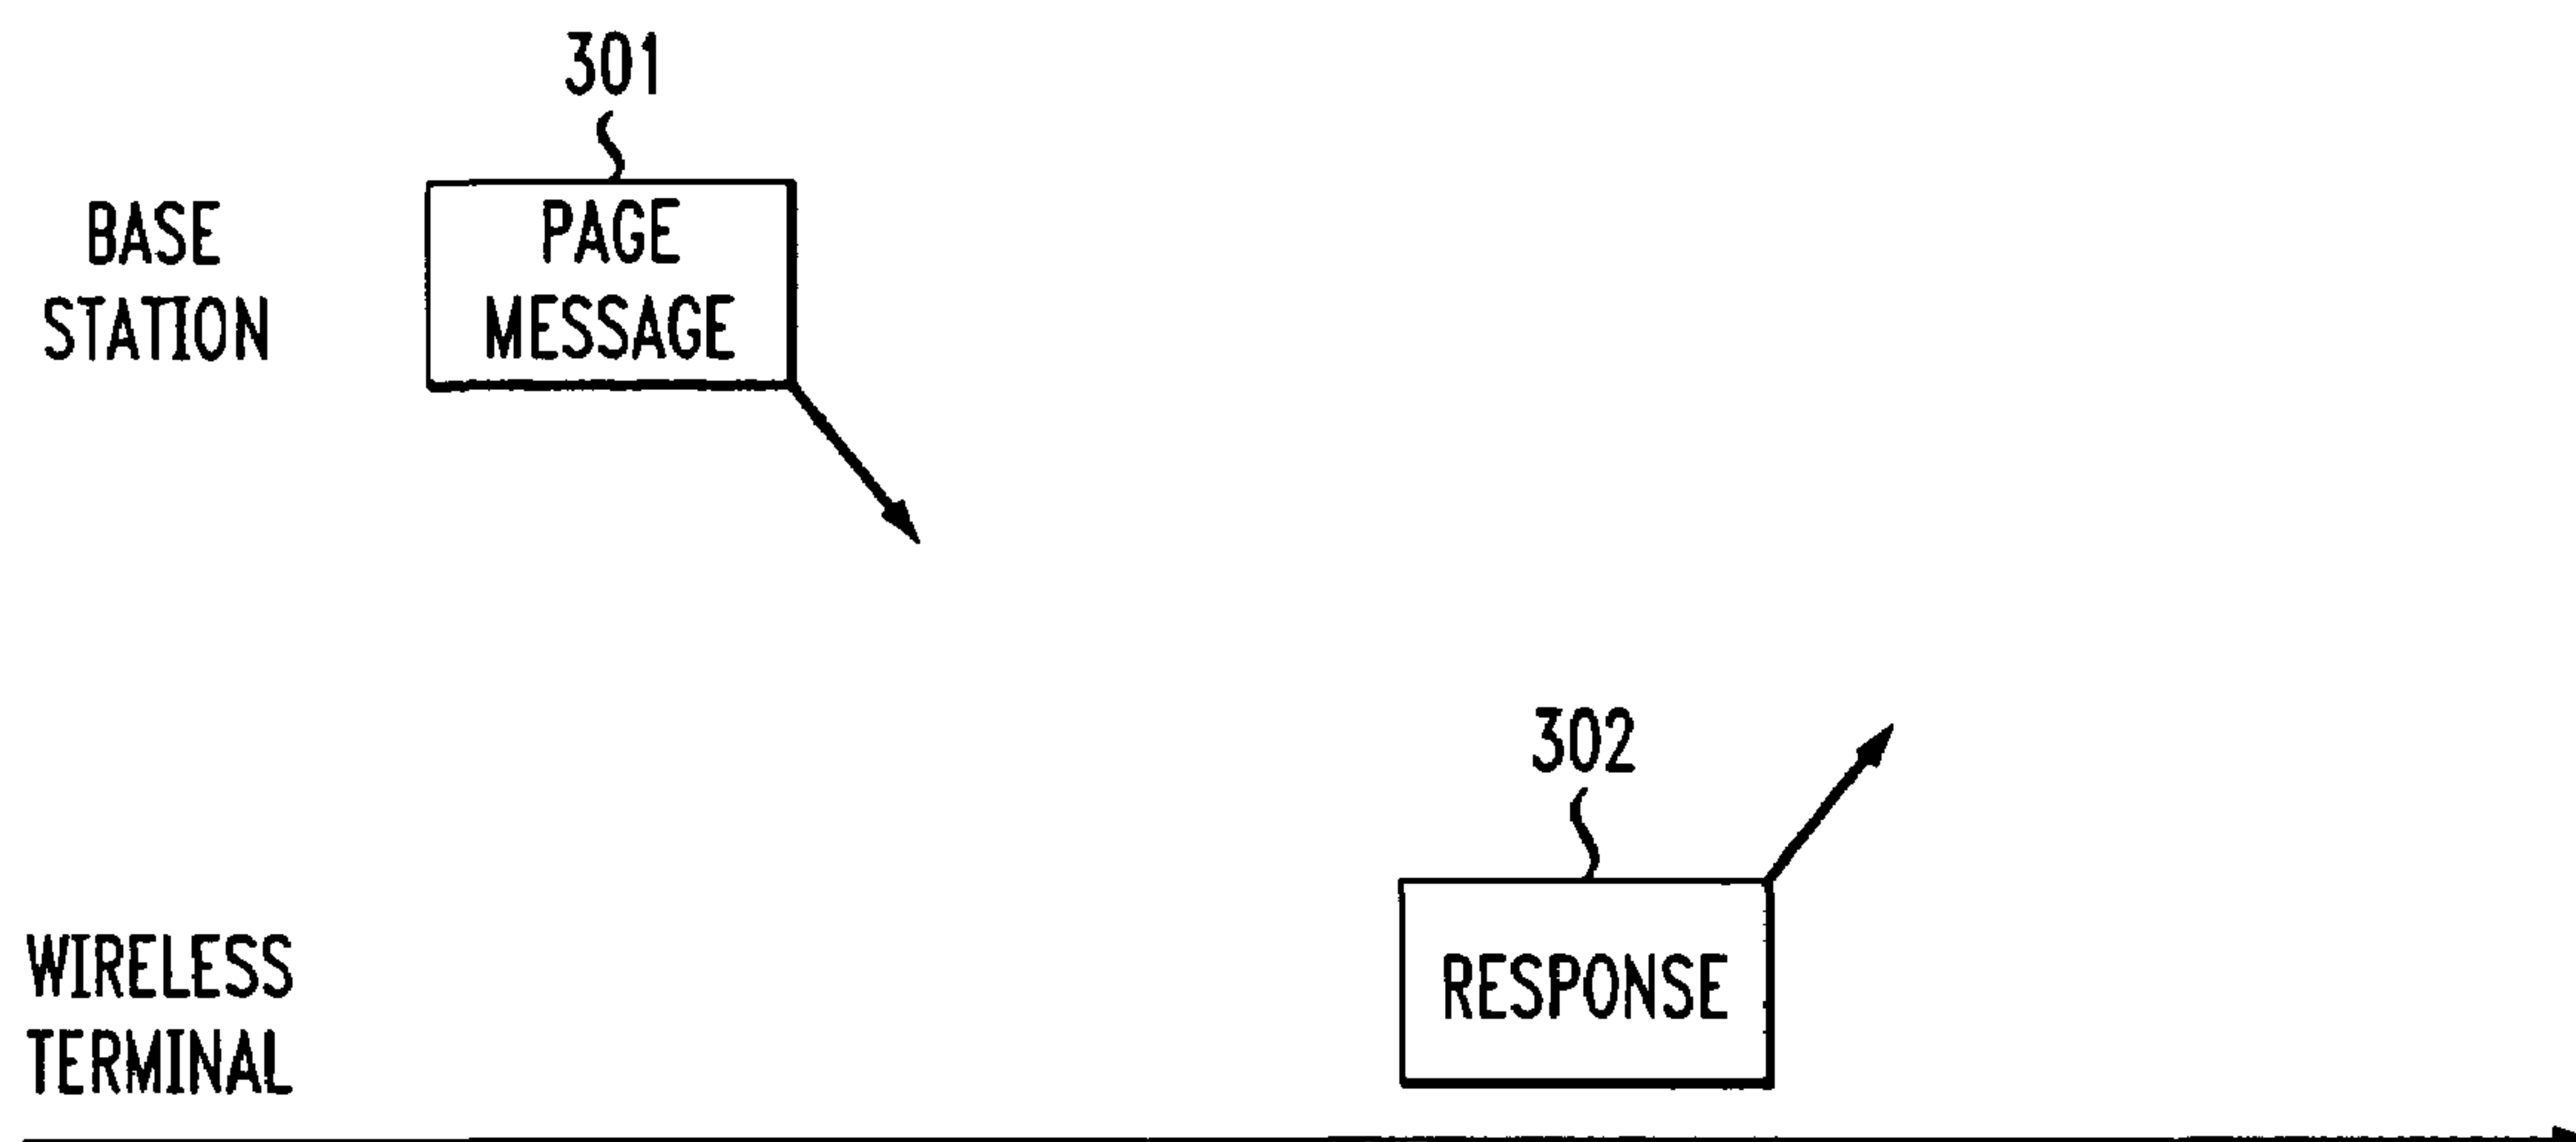 301
BASE
STATION
PAGE
MESSAGE
302
WIRELESS
TERMINAL
RESPONSE